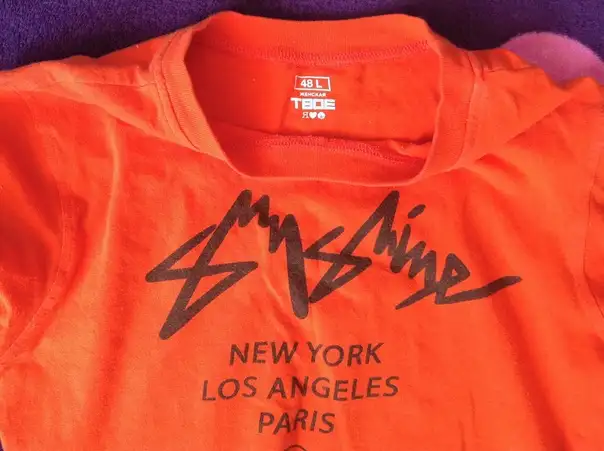 48 L
ЖЕНСКАЯ
ТВОЕ
Я
Sunshine
NEW YORK
LOS ANGELES
PARIS